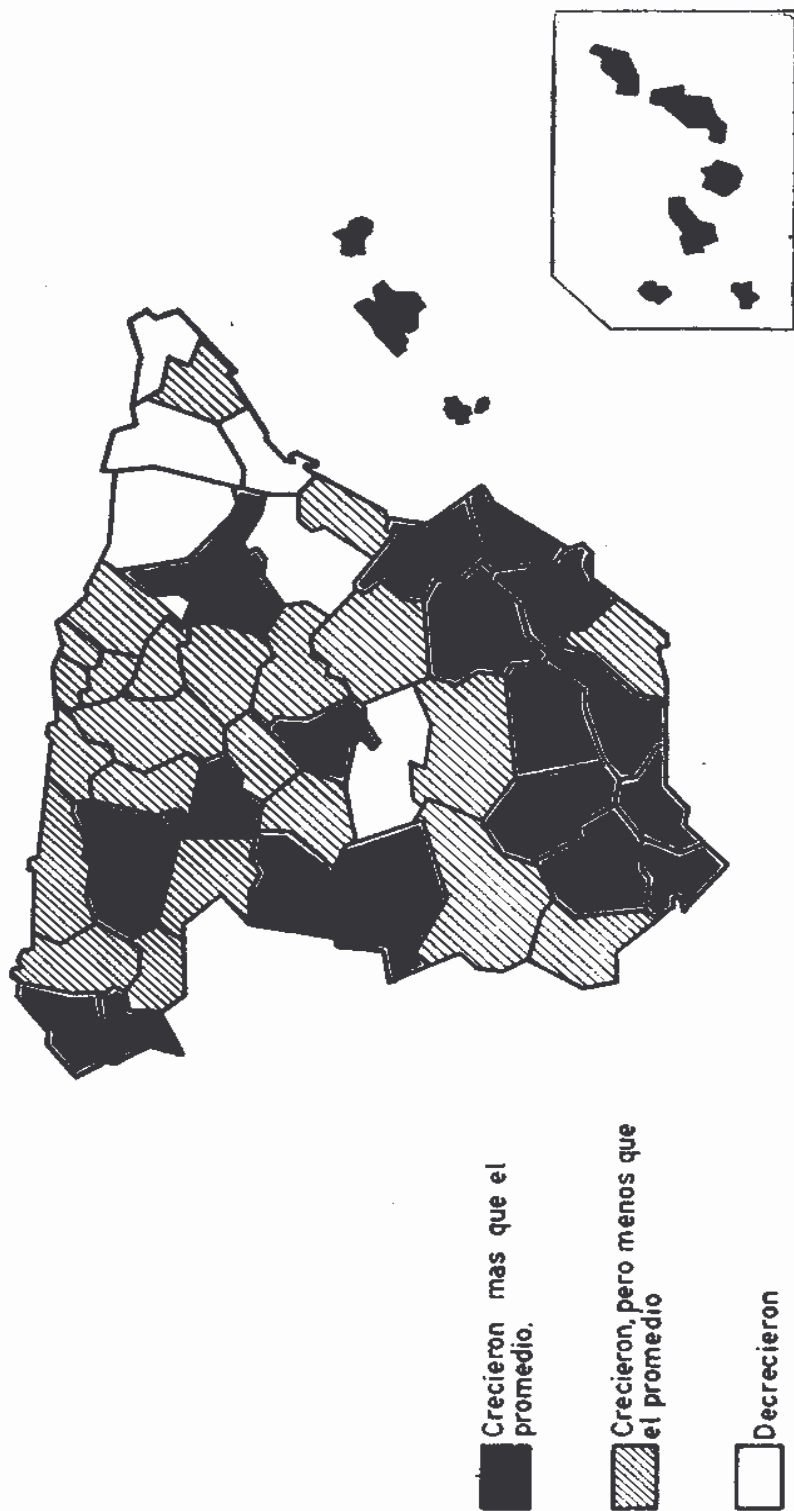 Crecieron mas que el
promedio.
Crecieron, pero menos que
el promedio
Decrecieron